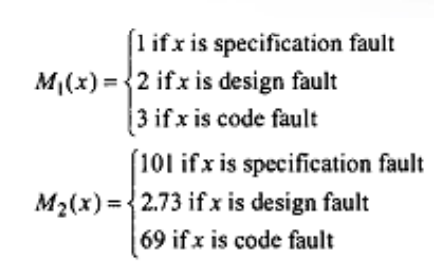 1 if x is specification fault
M₁(x) = 2 if x is design fault
3 if x is code fault
101 if x is specification fault
M₂(x) = 2.73 if x is design fault
69 if x is code fault